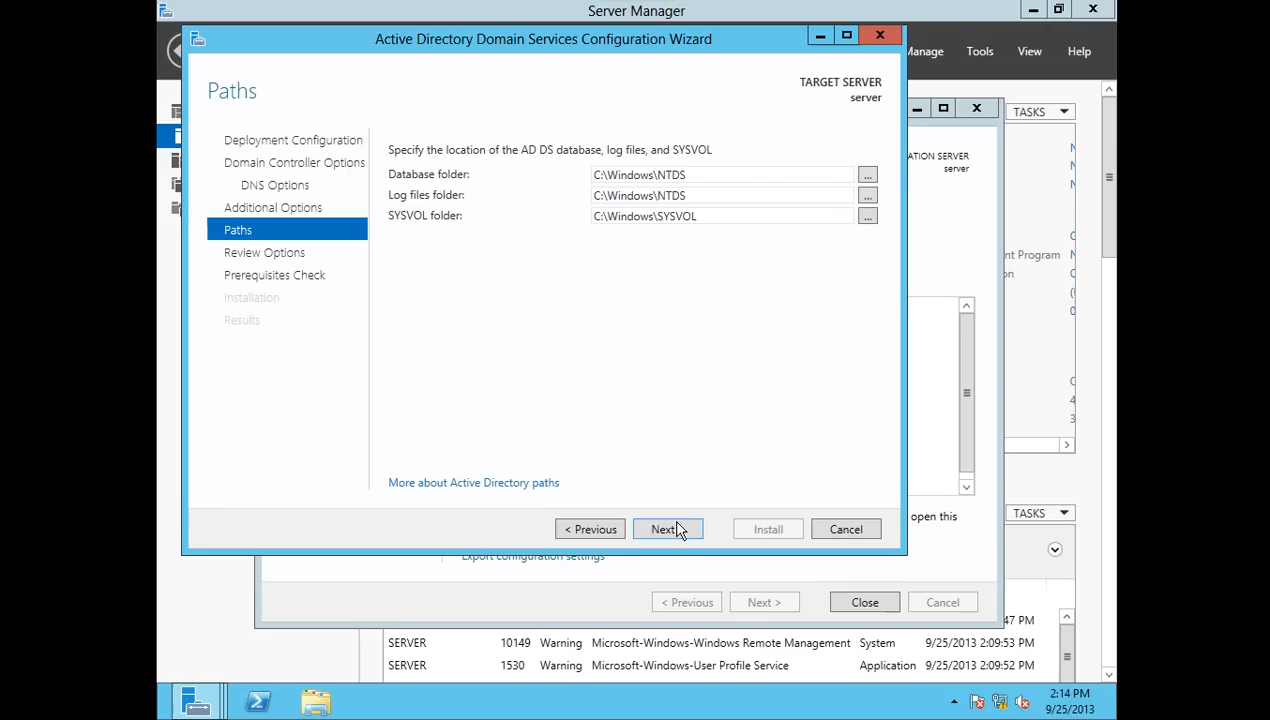 Server Manager
Active Directory Domain Services Configuration Wizard
Manage Tools View Help
Paths
TARGET SERVER
server
TASKS
Deployment Configuration
Domain Controller Options
DNS Options
Additional Options
Paths
Review Options
Prerequisites Check
Installation
Results
Specify the location of the AD DS database, log files, and SYSVOL
Database folder: C:\Windows\NTDS ...
Log files folder: C:\Windows\NTDS ...
SYSVOL folder: C:\Windows\SYSVOL ...
ATION SERVER
server
nt Program
on
More about Active Directory paths
< Previous Next Install Cancel
open this
TASKS
Export configuration settings
< Previous Next > Close Cancel
47 PM
SERVER 10149 Warning Microsoft-Windows-Windows Remote Management System 9/25/2013 2:09:53 PM
SERVER 1530 Warning Microsoft-Windows-User Profile Service Application 9/25/2013 2:09:52 PM
2:14 PM
9/25/2013